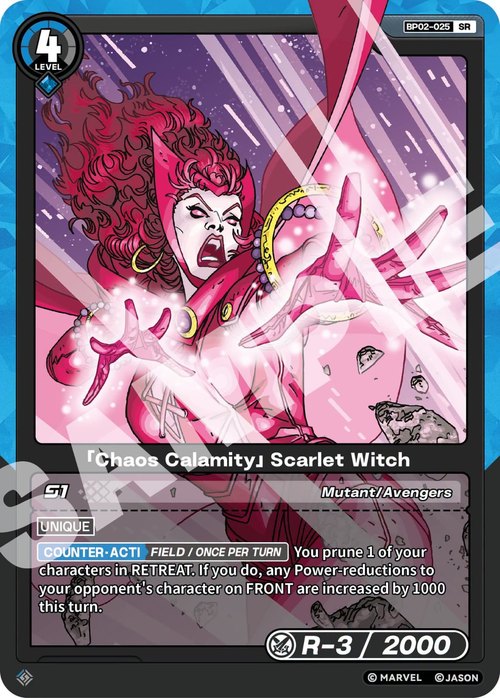 BP02-025 SR
4
LEVEL
「Chaos Calamity」 Scarlet Witch
S1
Mutant/Avengers
UNIQUE
COUNTER・ACT1 FIELD / ONCE PER TURN You prune 1 of your
characters in RETREAT. If you do, any Power-reductions to
your opponent's character on FRONT are increased by 1000
this turn.
R-3 / 2000
© MARVEL ©JASON
SAMPLE